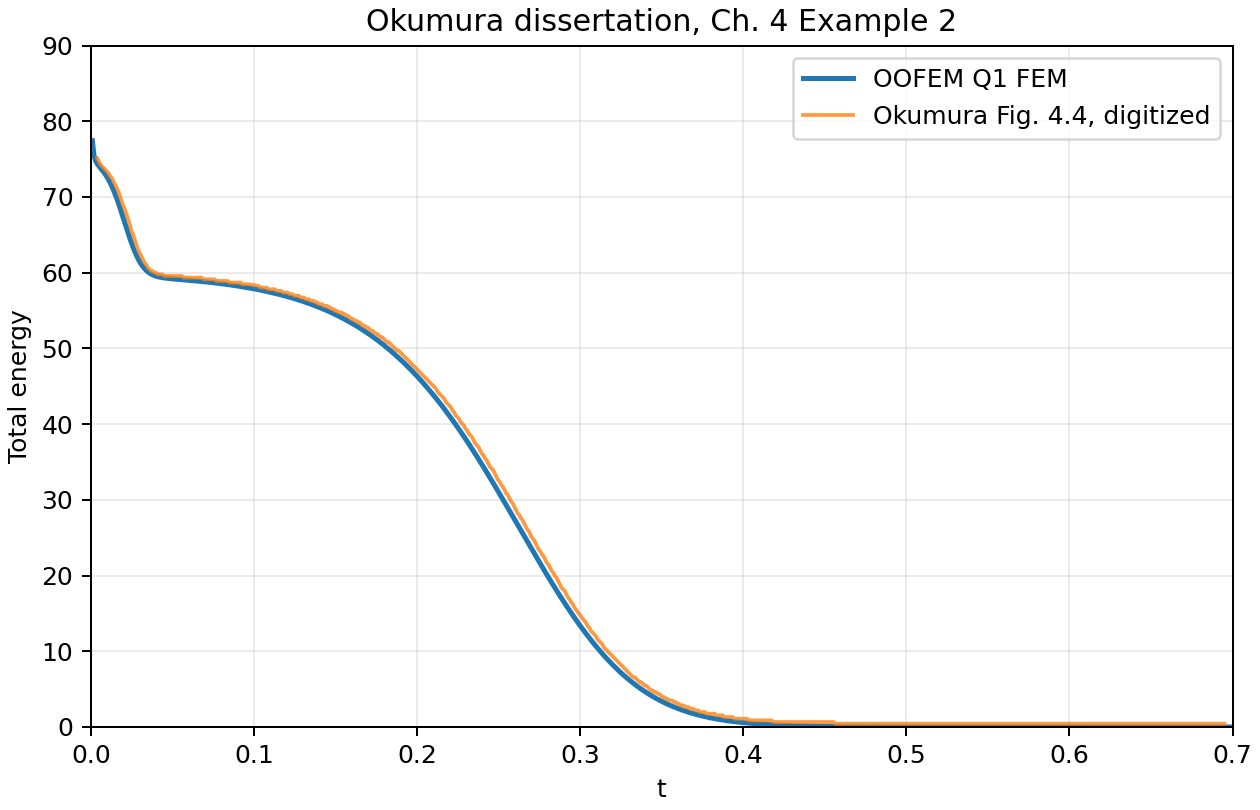 Okumura dissertation, Ch. 4 Example 2
OOFEM Q1 FEM
Okumura Fig. 4.4, digitized
Total energy
90
80
70
60
50
40
30
20
10
0
0.0 0.1 0.2 0.3 0.4 0.5 0.6 0.7
t